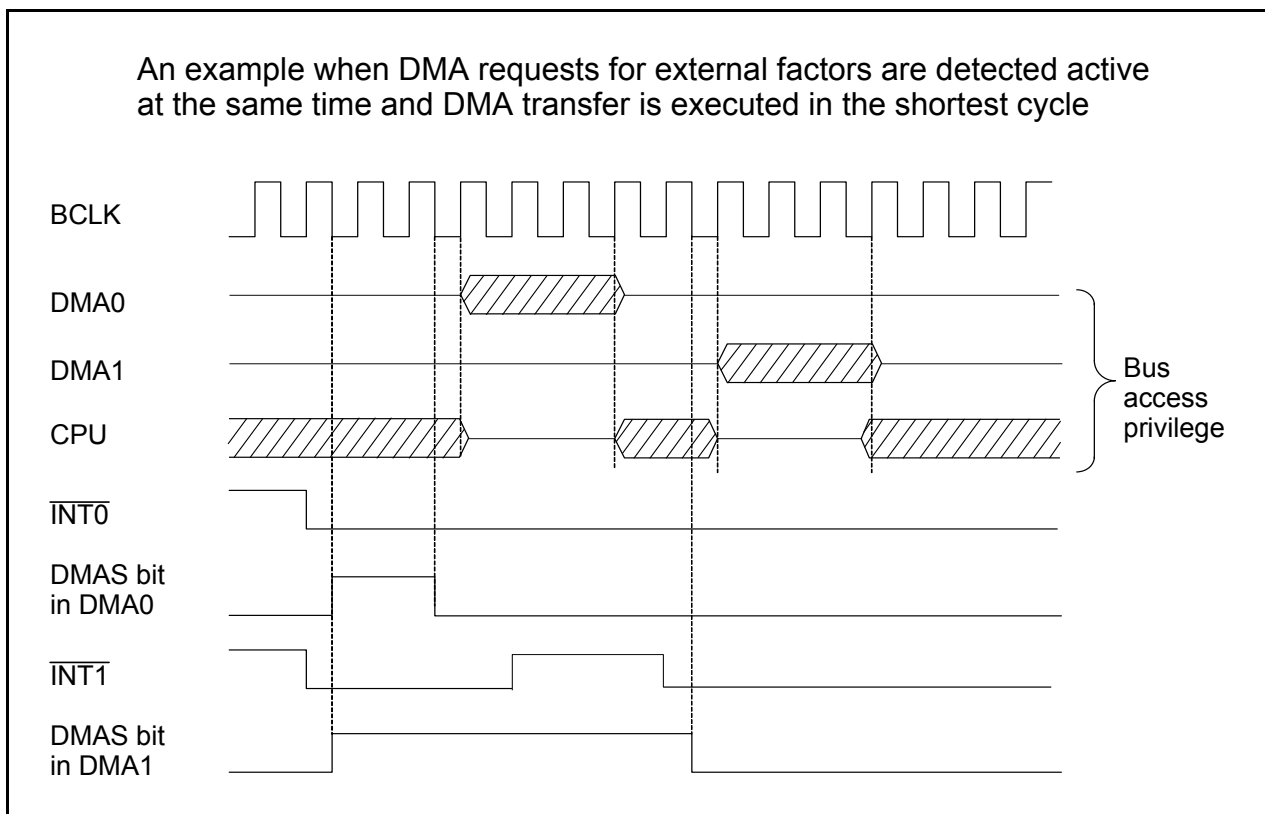 An example when DMA requests for external factors are detected active
at the same time and DMA transfer is executed in the shortest cycle
BCLK
DMA0
DMA1
CPU
Bus
access
privilege
INT0
DMAS bit
in DMA0
INT1
DMAS bit
in DMA1